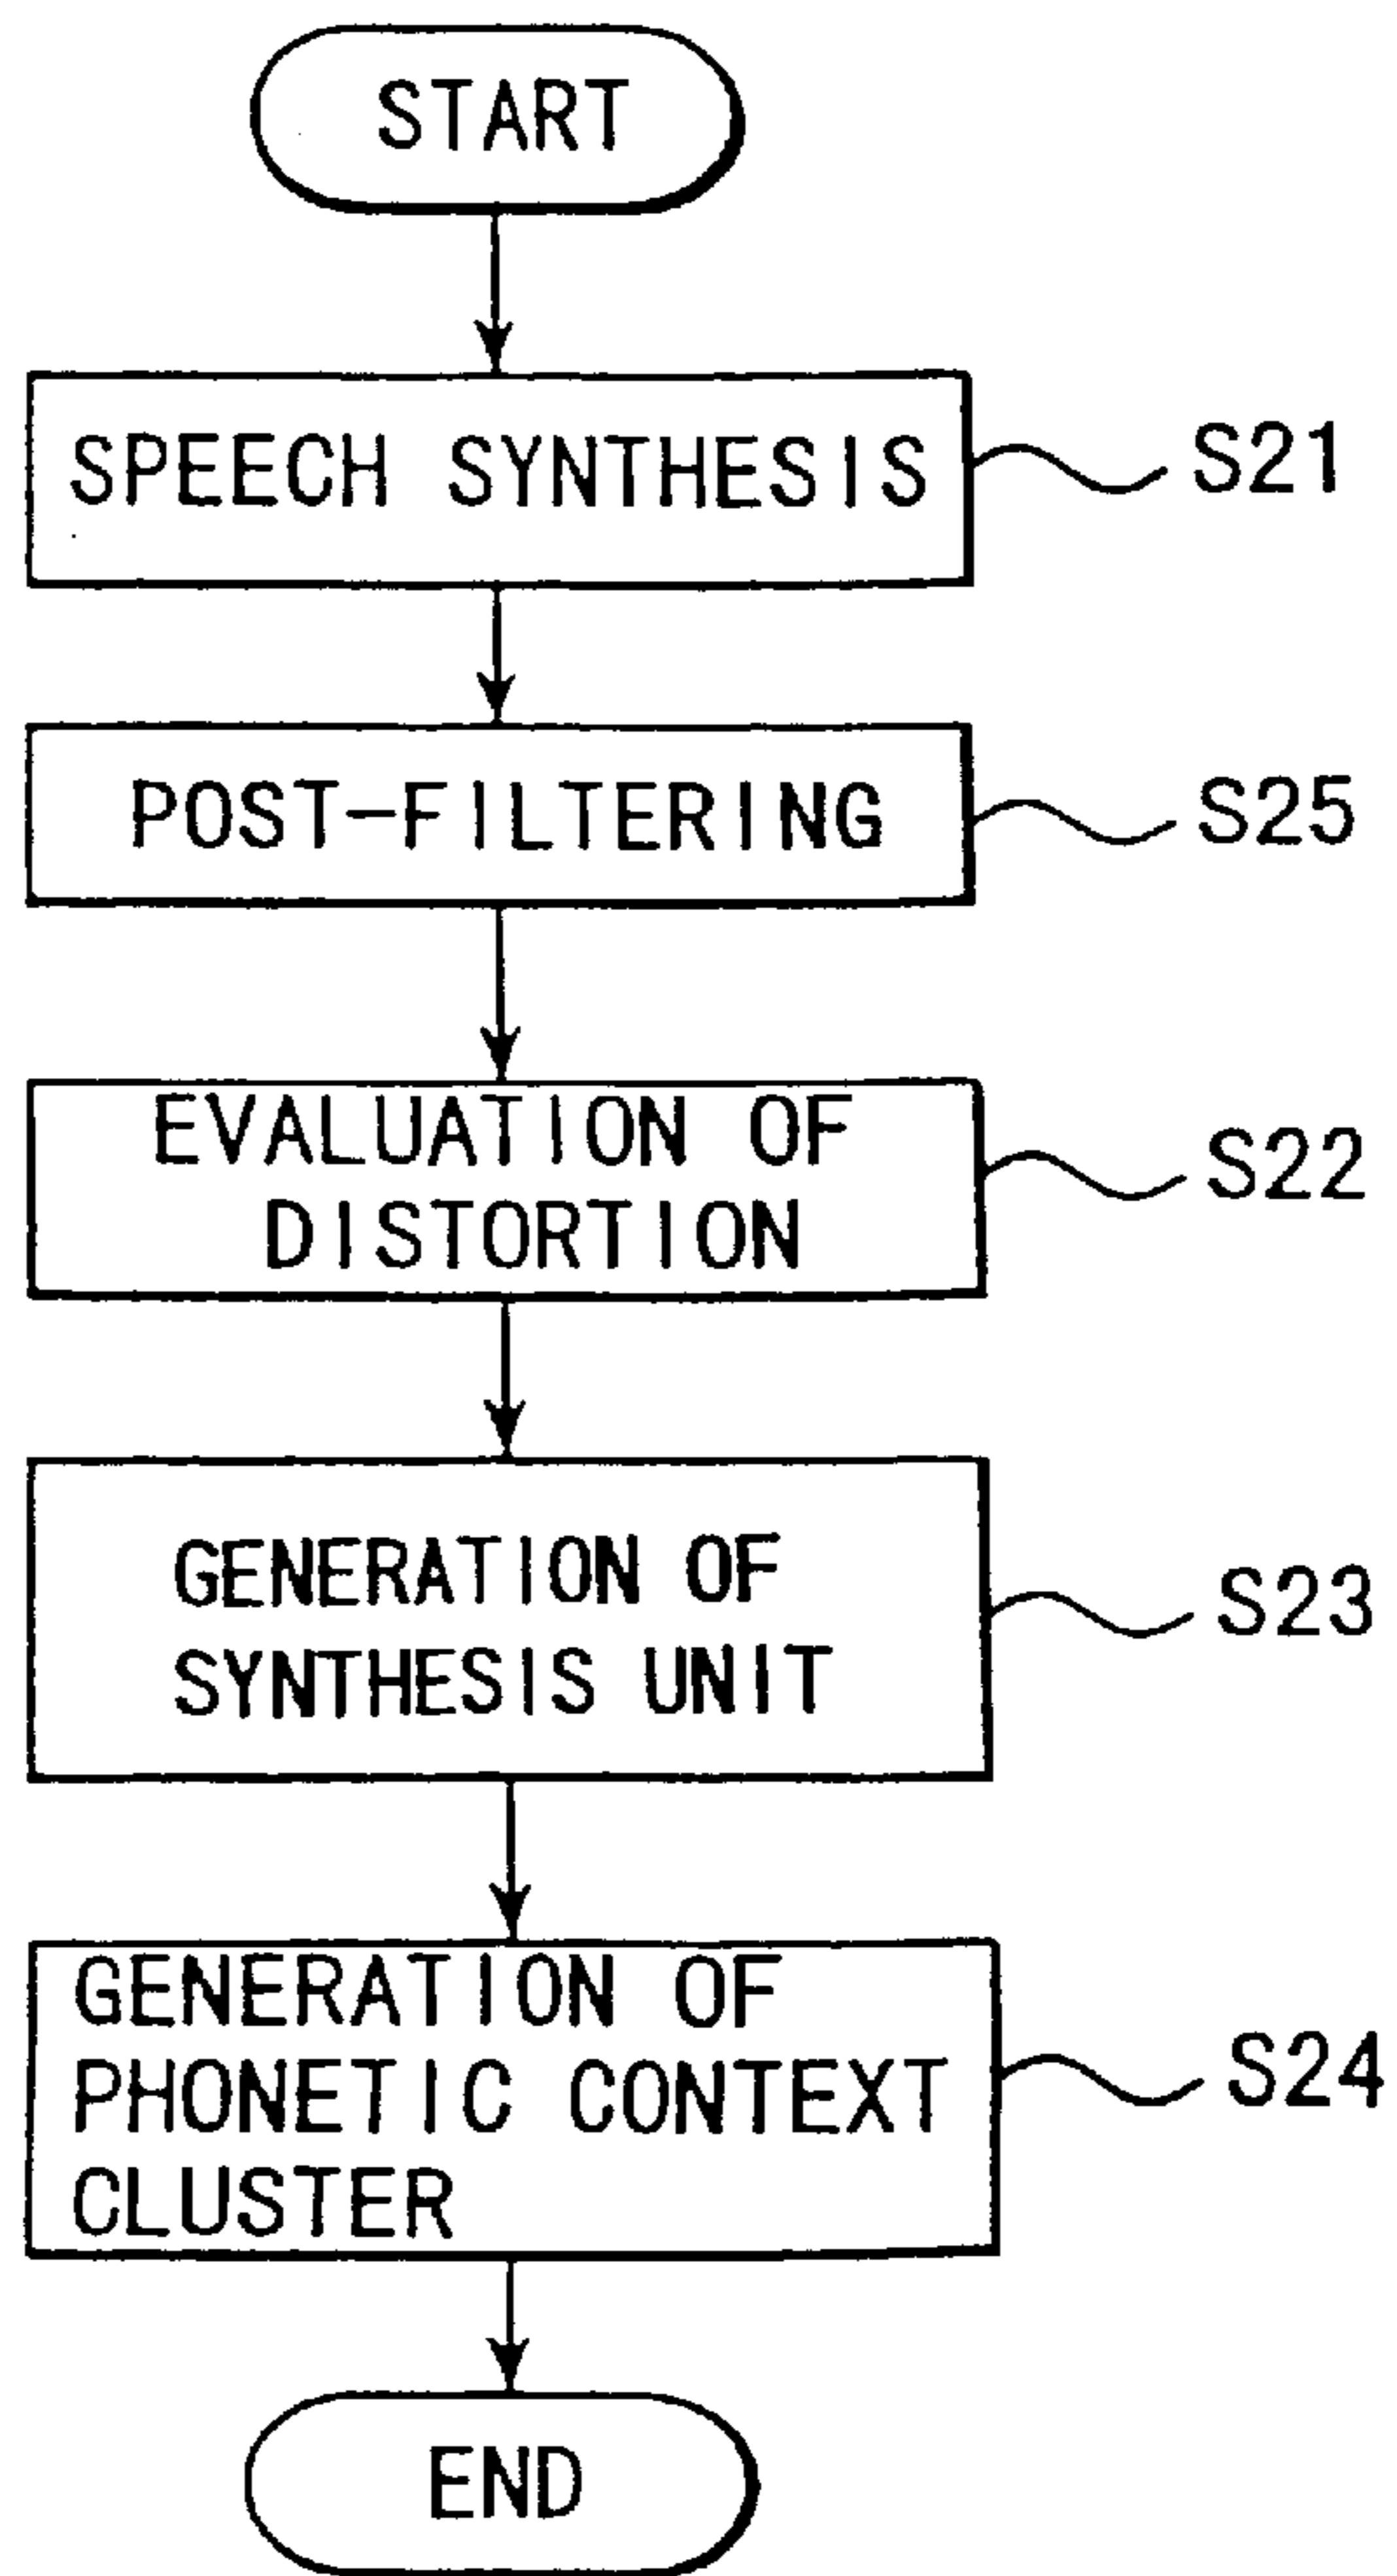 START
SPEECH SYNTHESIS
S21
POST-FILTERING
S25
EVALUATION OF
DISTORTION
S22
GENERATION OF
SYNTHESIS UNIT
S23
GENERATION OF
PHONETIC CONTEXT
CLUSTER
S24
END